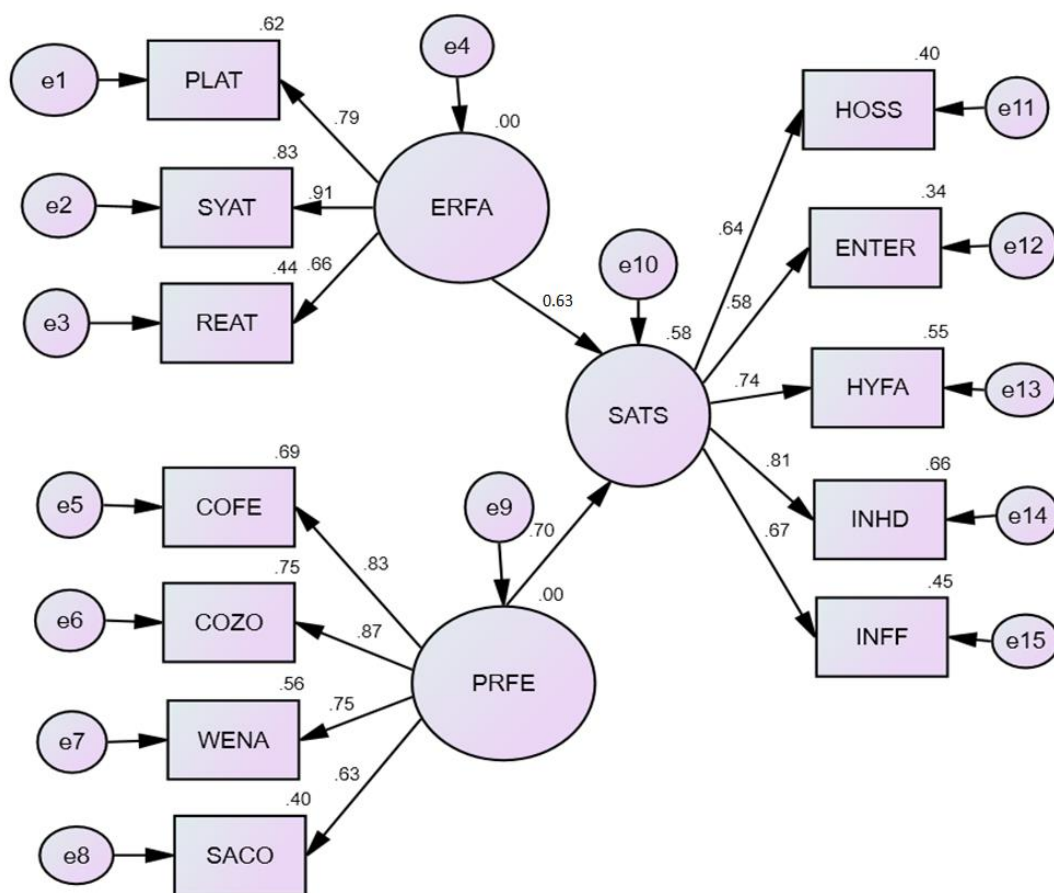 .62
e1
PLAT
e4
.79
.00
.83
e2
SYAT
.91
ERFA
.44
.66
e3
REAT
0.63
e10
.58
SATS
.40
HOSS
e11
.64
.34
ENTER
e12
.58
.55
HYFA
e13
.74
.66
.81
INHD
e14
.67
.45
INFF
e15
.69
e5
COFE
e9
.70
.83
.75
e6
COZO
.87
.00
PRFE
.56
.75
e7
WENA
.63
.40
e8
SACO